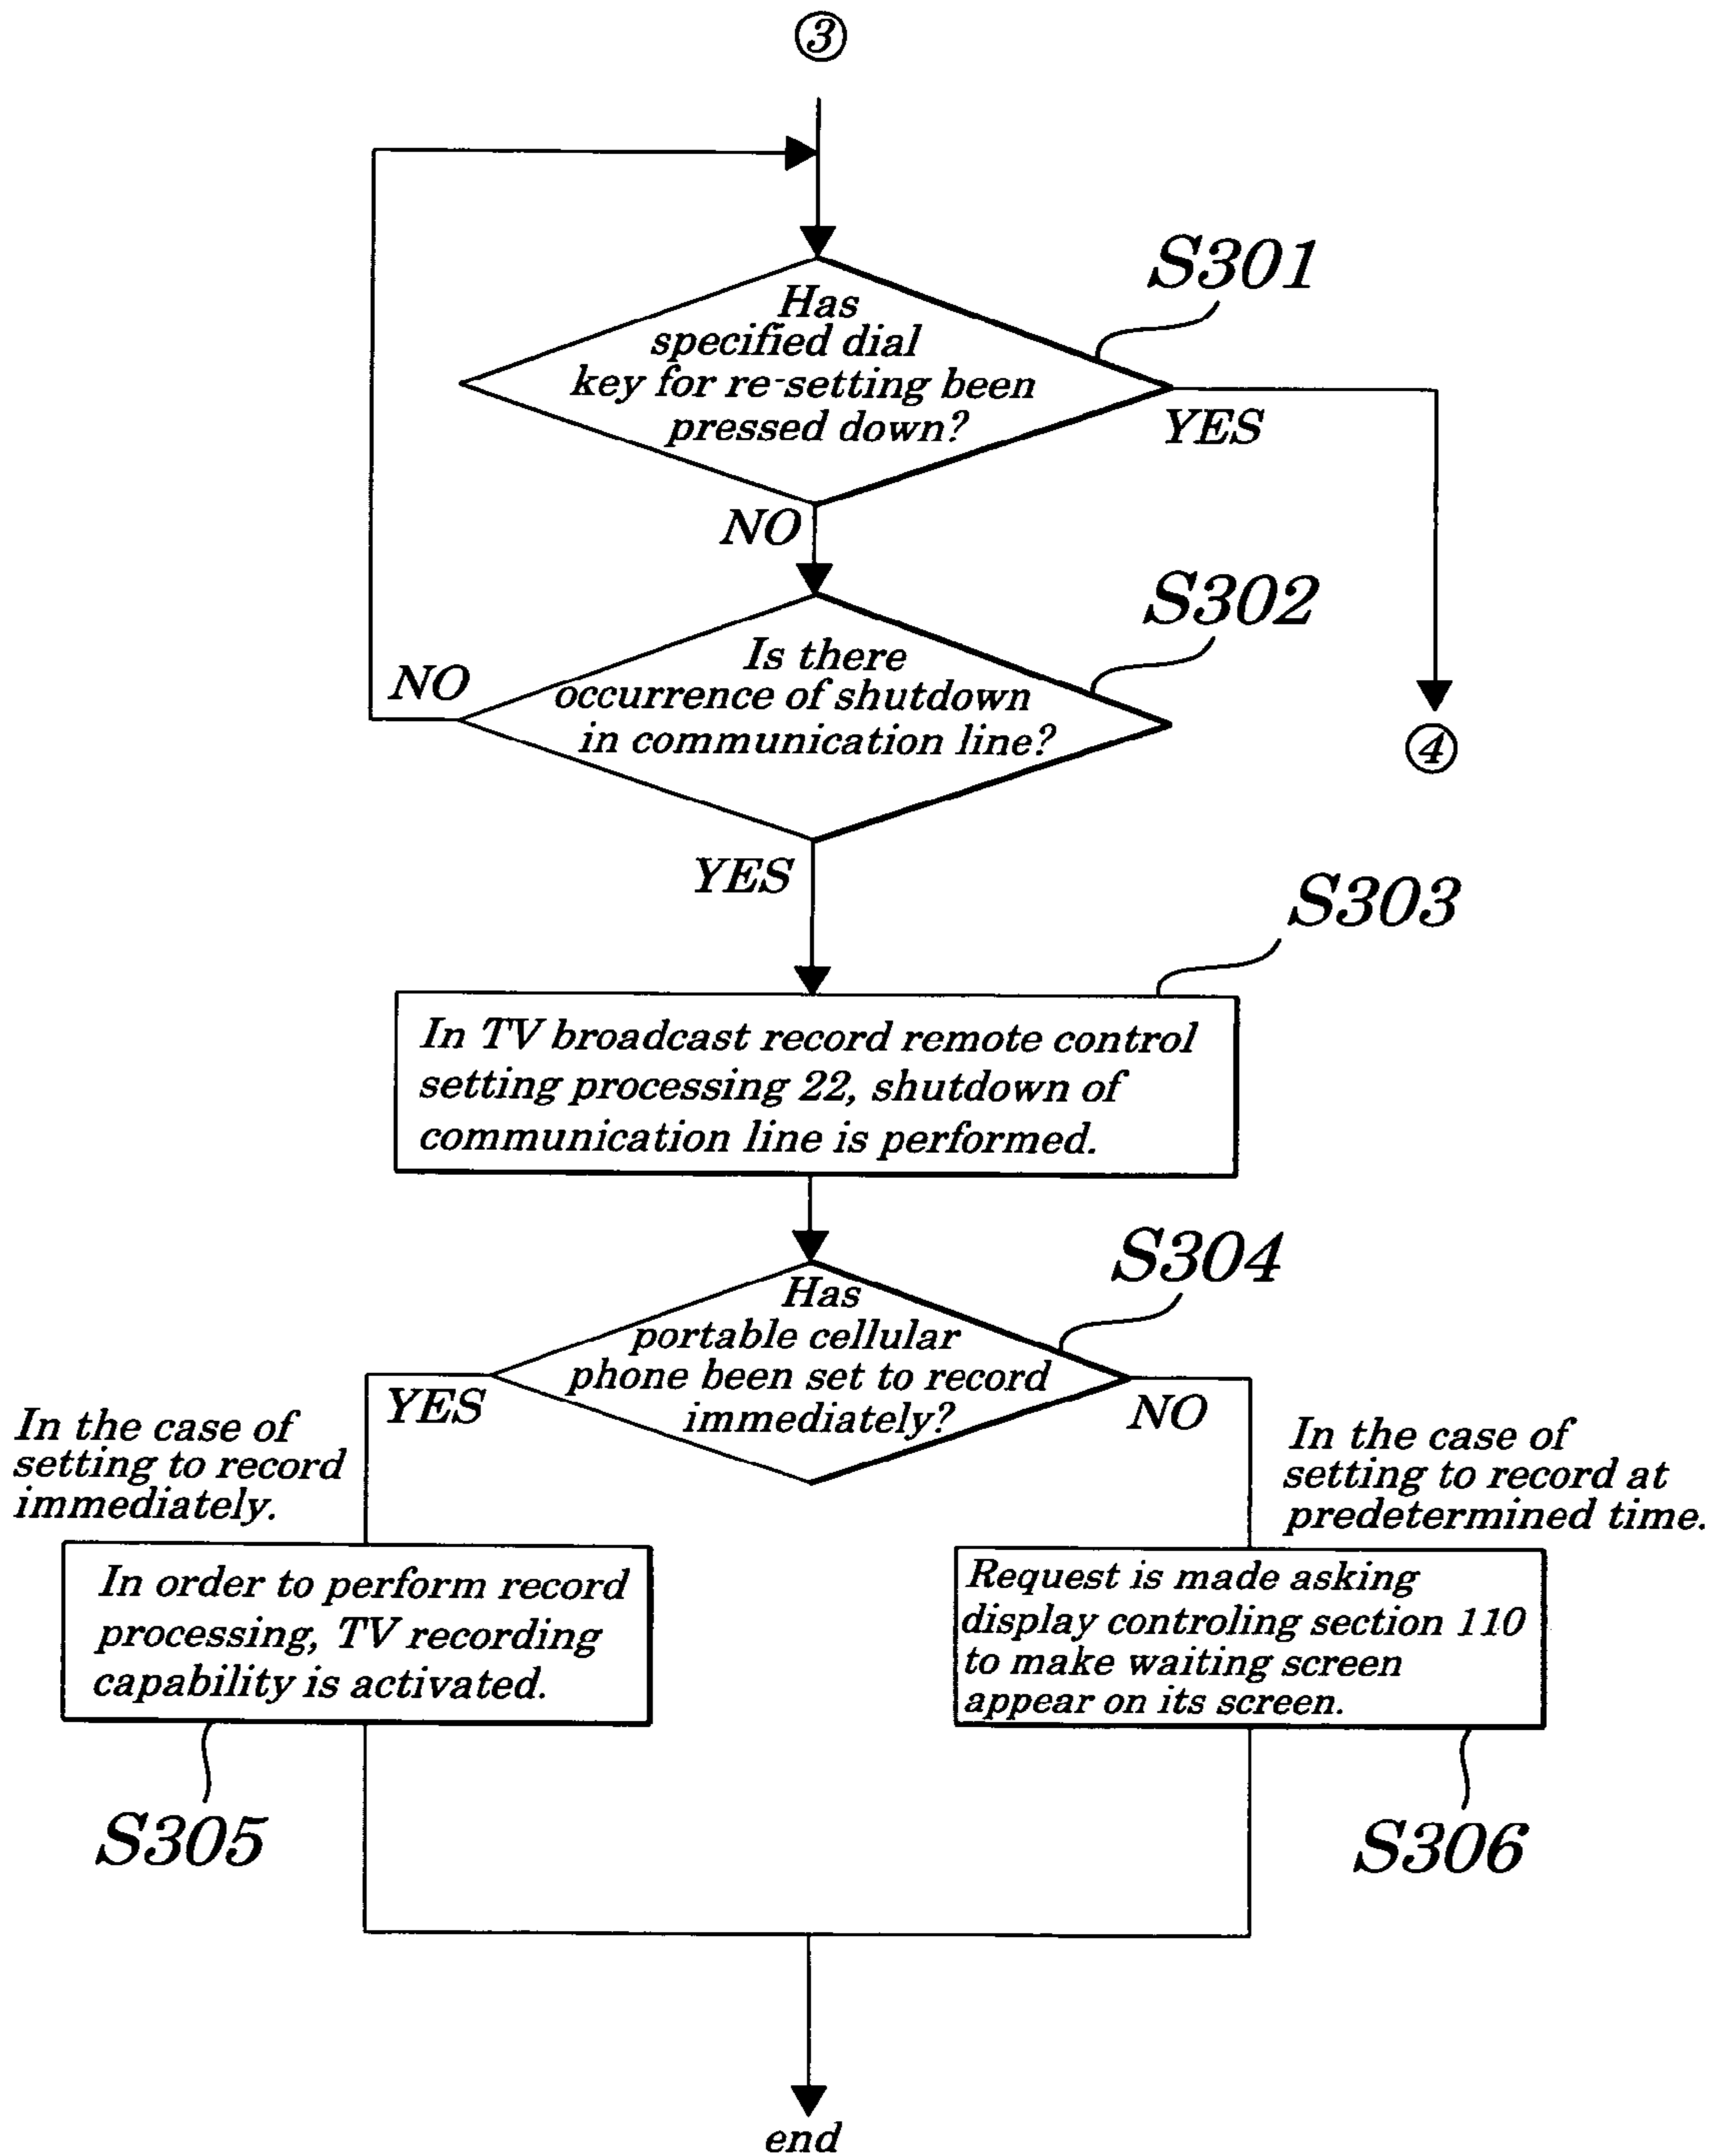 ③
S301
Has
specified dial
key for re-setting been
pressed down?
YES
NO
S302
Is there
occurrence of shutdown
in communication line?
NO
④
YES
S303
In TV broadcast record remote control
setting processing 22, shutdown of
communication line is performed.
S304
Has
portable cellular
phone been set to record
immediately?
YES
NO
In the case of
setting to record
immediately.
In the case of
setting to record at
predetermined time.
In order to perform record
processing, TV recording
capability is activated.
Request is made asking
display controling section 110
to make waiting screen
appear on its screen.
S305
S306
end